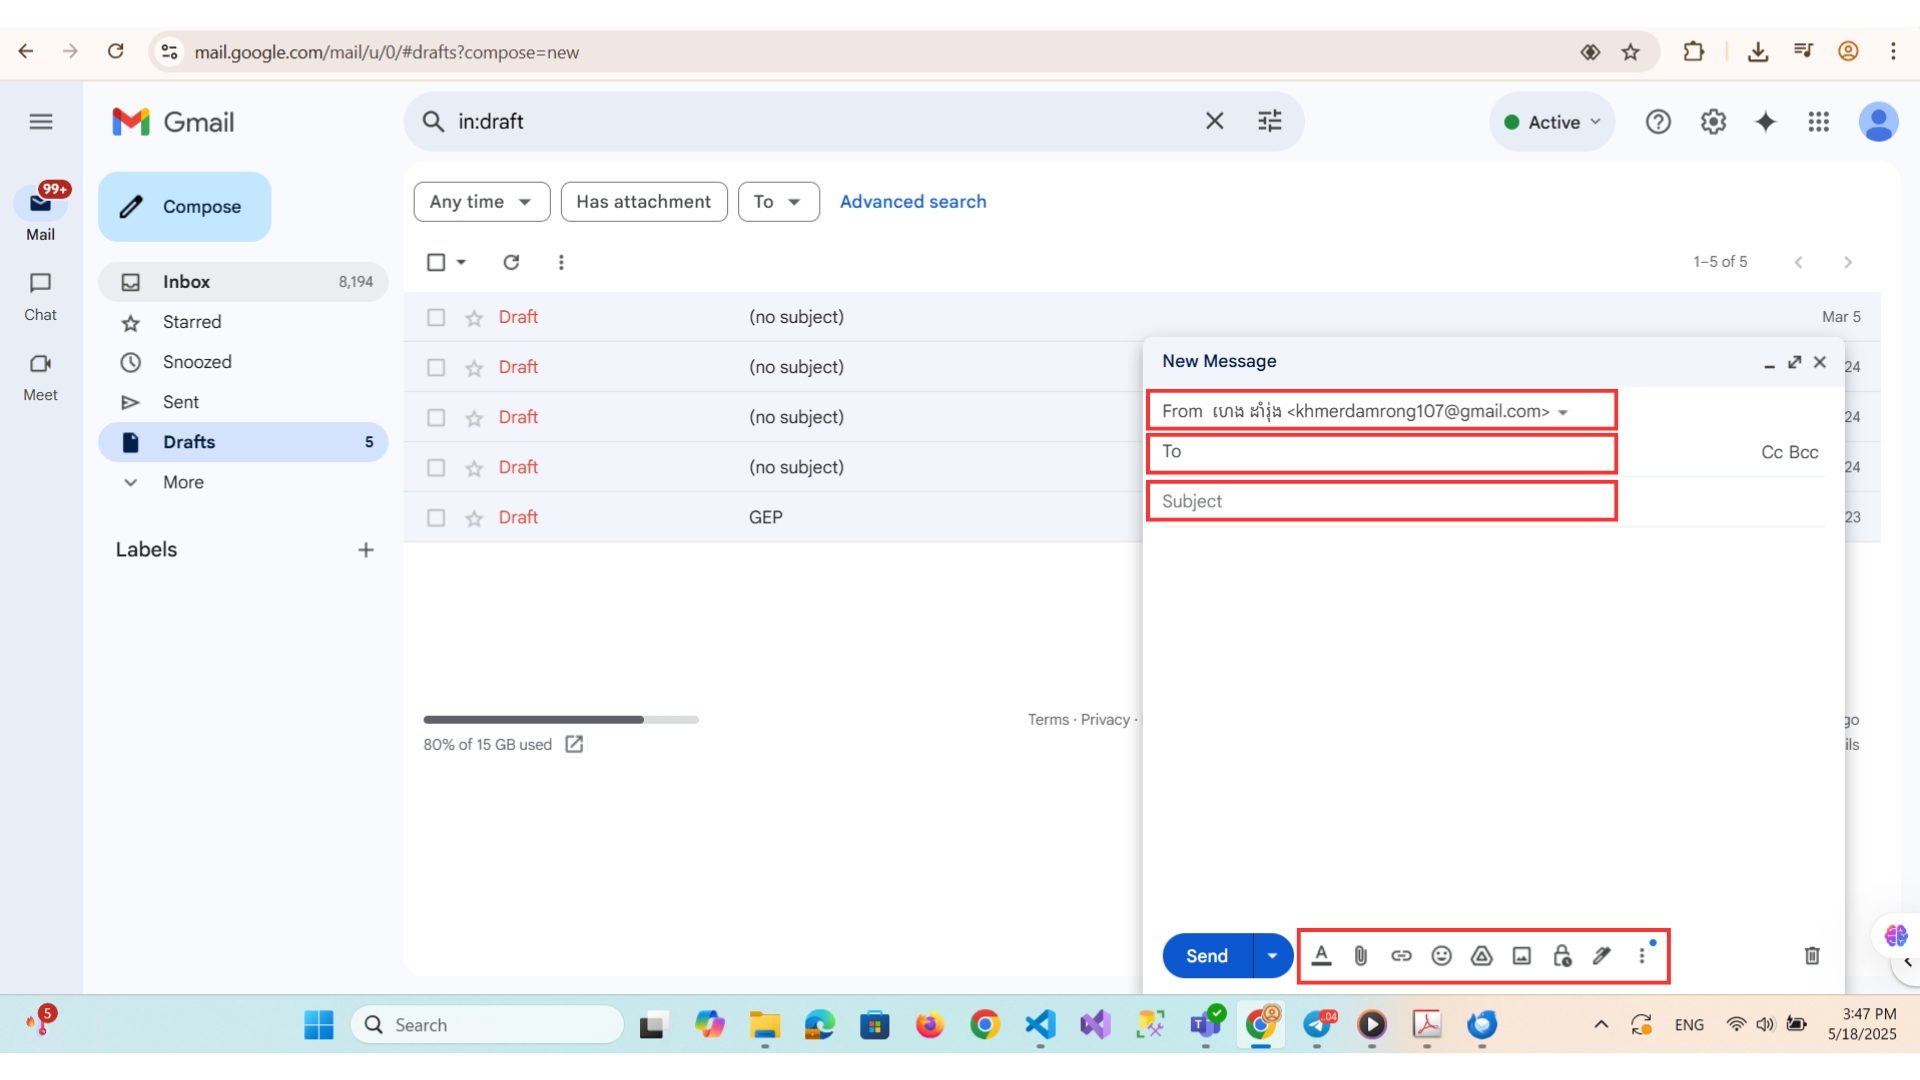 mail.google.com/mail/u/0/#drafts?compose=new
Gmail
in:draft
Active
99+
Mail
Chat
Meet
Compose
Inbox 8,194
Starred
Snoozed
Sent
Drafts 5
More
Labels
Any time Has attachment To Advanced search
1–5 of 5
Draft (no subject) Mar 5
Draft (no subject) 24
Draft (no subject) 24
Draft (no subject) 24
Draft GEP 23
80% of 15 GB used
Terms · Privacy ·
go
ils
New Message
From ហេង ដាំរ៉ុង <khmerdamrong107@gmail.com>
To Cc Bcc
Subject
Send
5
Search
.04
ENG
3:47 PM
5/18/2025